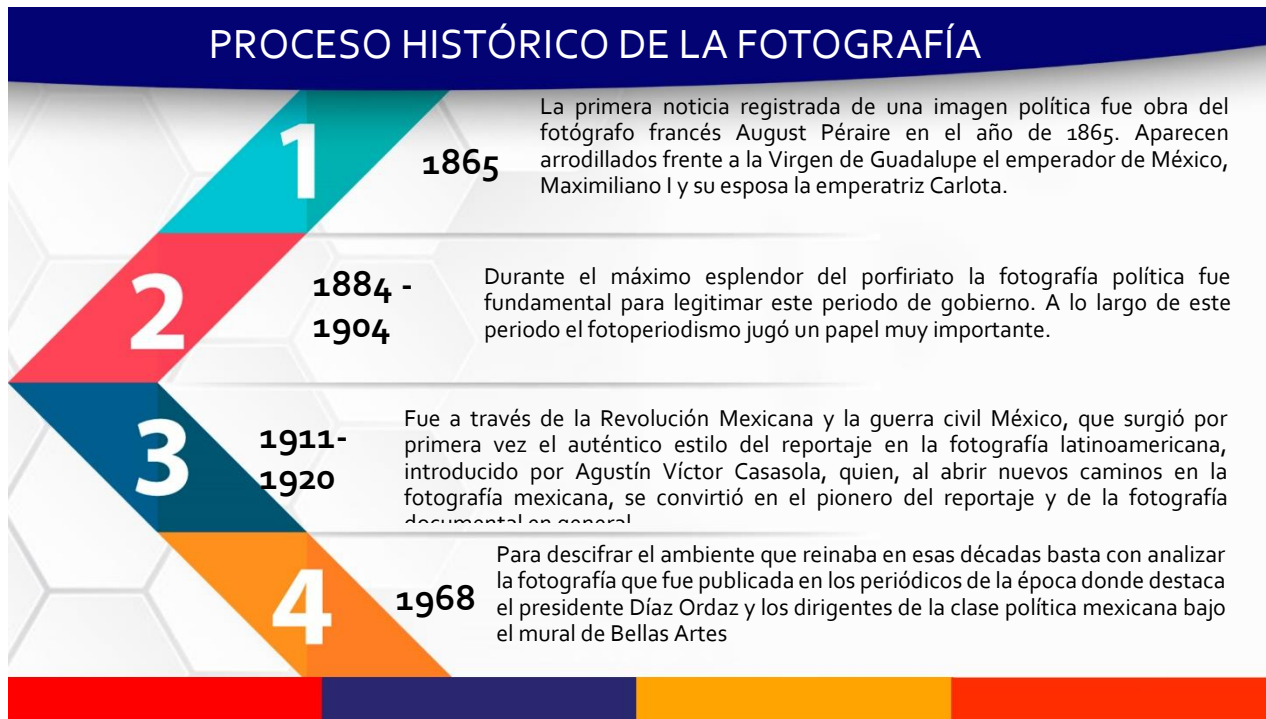 PROCESO HISTÓRICO DE LA FOTOGRAFÍA
1
1865
La primera noticia registrada de una imagen política fue obra del
fotógrafo francés August Péraire en el año de 1865. Aparecen
arrodillados frente a la Virgen de Guadalupe el emperador de México,
Maximiliano I y su esposa la emperatriz Carlota.
2
1884 -
1904
Durante el máximo esplendor del porfiriato la fotografía política fue
fundamental para legitimar este periodo de gobierno. A lo largo de este
periodo el fotoperiodismo jugó un papel muy importante.
3
1911-
1920
Fue a través de la Revolución Mexicana y la guerra civil México, que surgió por
primera vez el auténtico estilo del reportaje en la fotografía latinoamericana,
introducido por Agustín Víctor Casasola, quien, al abrir nuevos caminos en la
fotografía mexicana, se convirtió en el pionero del reportaje y de la fotografía
documental en general
4
1968
Para descifrar el ambiente que reinaba en esas décadas basta con analizar
la fotografía que fue publicada en los periódicos de la época donde destaca
el presidente Díaz Ordaz y los dirigentes de la clase política mexicana bajo
el mural de Bellas Artes